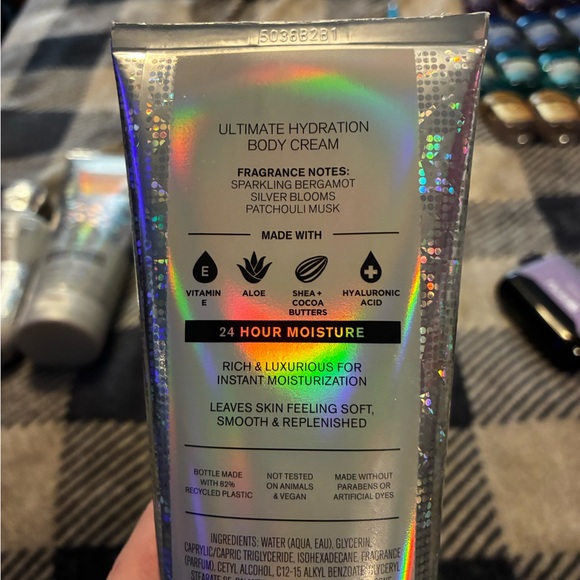 5036B2B1
ULTIMATE HYDRATION
BODY CREAM
FRAGRANCE NOTES:
SPARKLING BERGAMOT
SILVER BLOOMS
PATCHOULI MUSK
MADE WITH
E
VITAMIN
E
ALOE
SHEA +
COCOA
BUTTERS
HYALURONIC
ACID
24 HOUR MOISTURE
RICH & LUXURIOUS FOR
INSTANT MOISTURIZATION
LEAVES SKIN FEELING SOFT,
SMOOTH & REPLENISHED
BOTTLE MADE
WITH 82%
RECYCLED PLASTIC
NOT TESTED
ON ANIMALS
& VEGAN
MADE WITHOUT
PARABENS OR
ARTIFICIAL DYES
INGREDIENTS: WATER (AQUA, EAU), GLYCERIN,
CAPRYLIC/CAPRIC TRIGLYCERIDE, ISOHEXADECANE, FRAGRANCE
(PARFUM), CETYL ALCOHOL, C12-15 ALKYL BENZOATE, GLYCERYL
STEARATE SE,